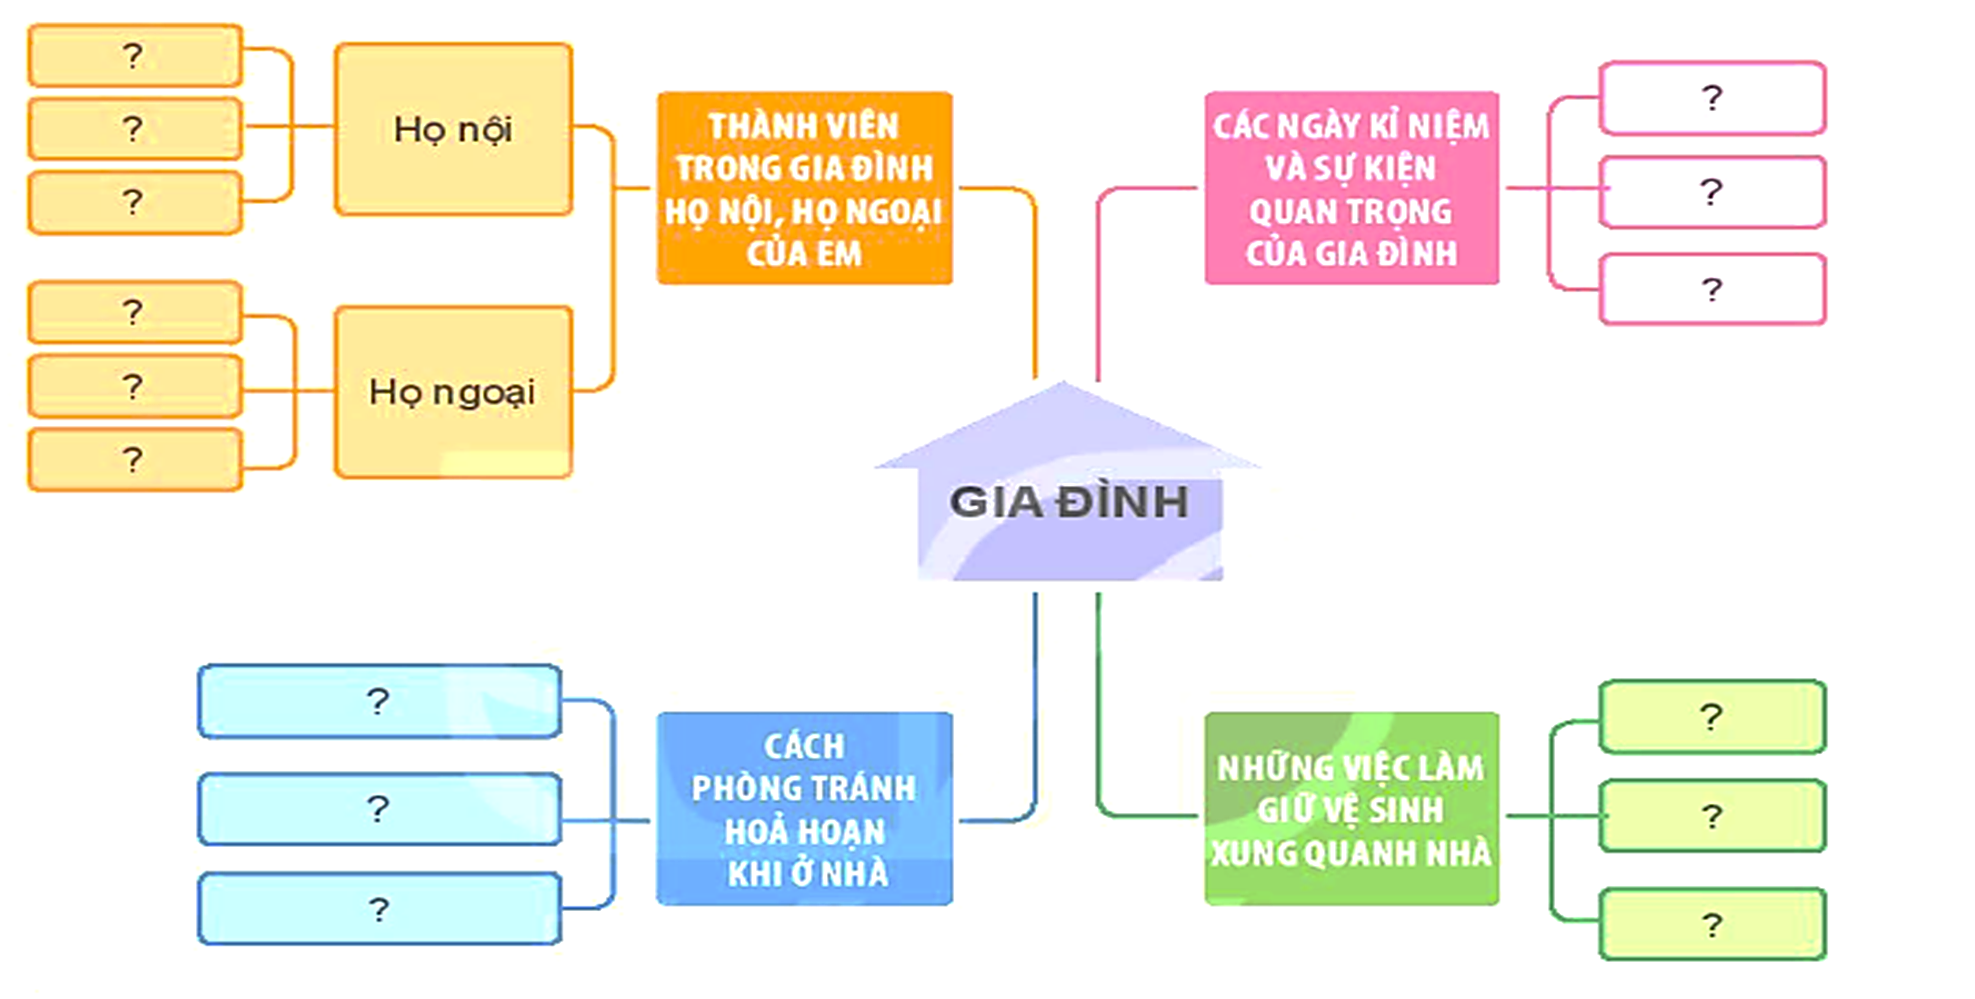 ?
?
?
Họ nội
?
?
?
Họ ngoại
THÀNH VIÊN
TRONG GIA ĐÌNH
HỌ NỘI, HỌ NGOẠI
CỦA EM
CÁC NGÀY KỈ NIỆM
VÀ SỰ KIỆN
QUAN TRỌNG
CỦA GIA ĐÌNH
?
?
?
GIA ĐÌNH
?
?
?
CÁCH
PHÒNG TRÁNH
HOẢ HOẠN
KHI Ở NHÀ
NHỮNG VIỆC LÀM
GIỮ VỆ SINH
XUNG QUANH NHÀ
?
?
?